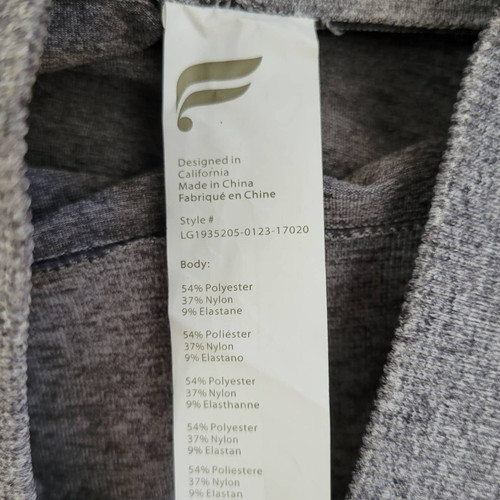 Designed in
California
Made in China
Fabriqué en Chine
Style #
LG1935205-0123-17020
Body:
54% Polyester
37% Nylon
9% Elastane
54% Poliéster
37% Nylon
9% Elastano
54% Polyester
37% Nylon
9% Elasthanne
54% Polyester
37% Nylon
9% Elastan
54% Poliestere
37% Nylon
9% Elastan